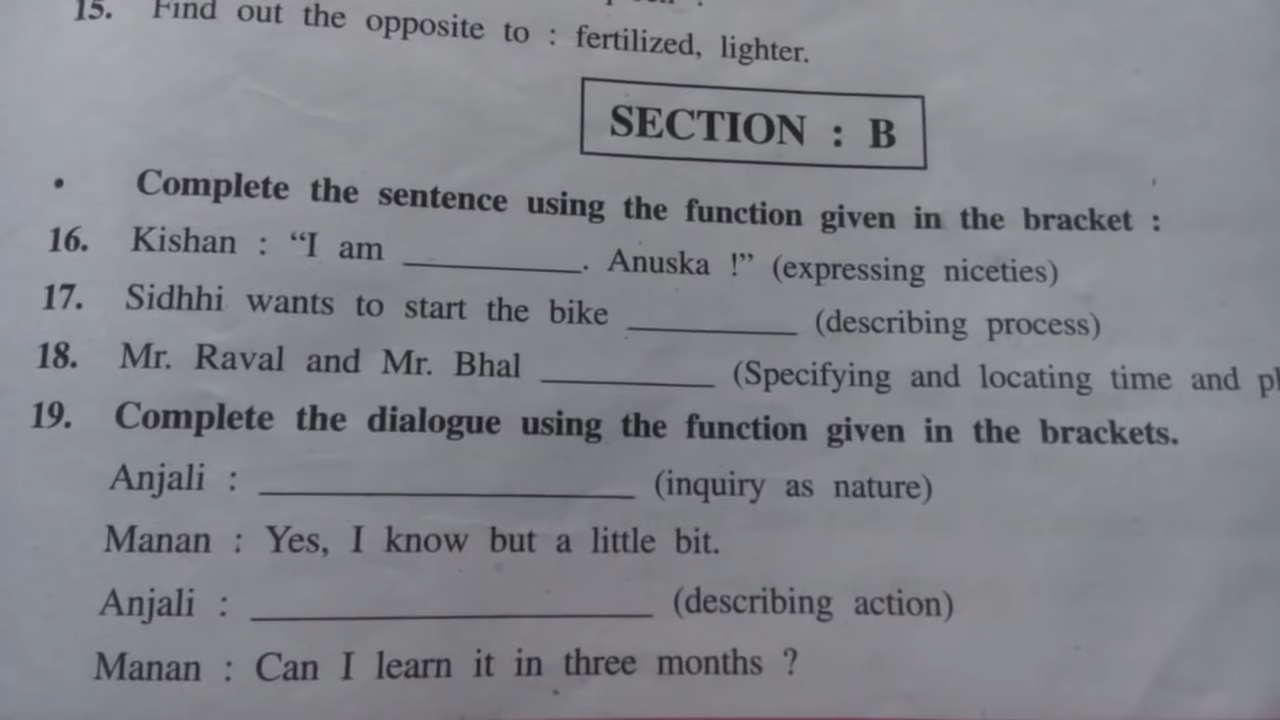 15. Find out the opposite to : fertilized, lighter.
SECTION : B
• Complete the sentence using the function given in the bracket :
16. Kishan : “I am __________. Anuska !” (expressing niceties)
17. Sidhhi wants to start the bike __________ (describing process)
18. Mr. Raval and Mr. Bhal __________ (Specifying and locating time and
19. Complete the dialogue using the function given in the brackets.
Anjali : ____________________ (inquiry as nature)
Manan : Yes, I know but a little bit.
Anjali : ____________________ (describing action)
Manan : Can I learn it in three months ?